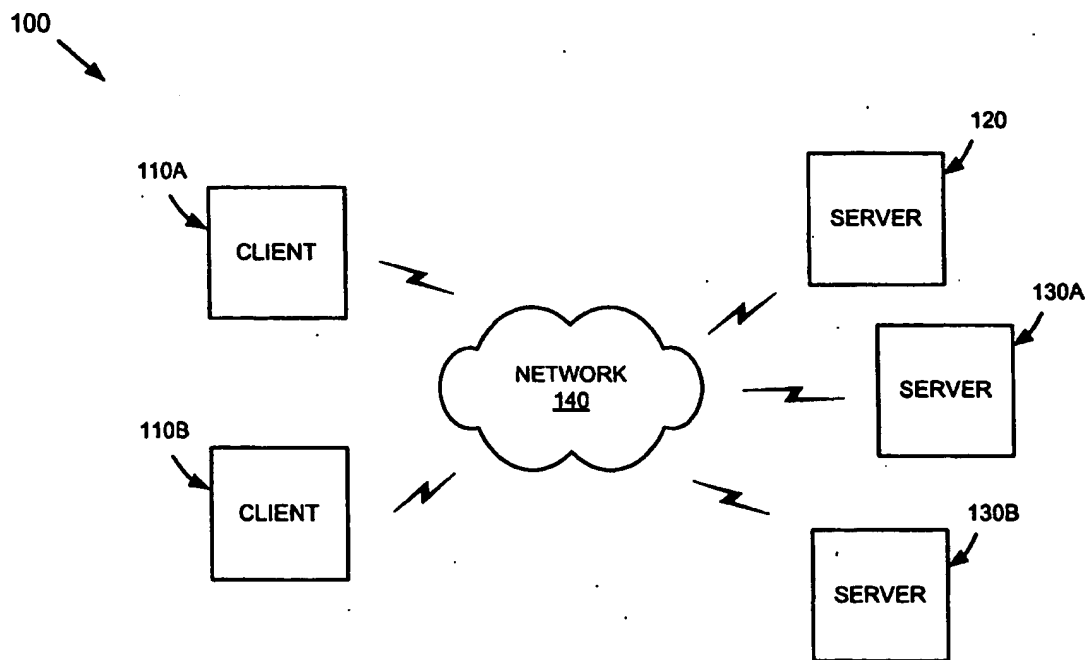 100
120
110A
SERVER
CLIENT
130A
NETWORK
140
SERVER
110B
CLIENT
130B
SERVER